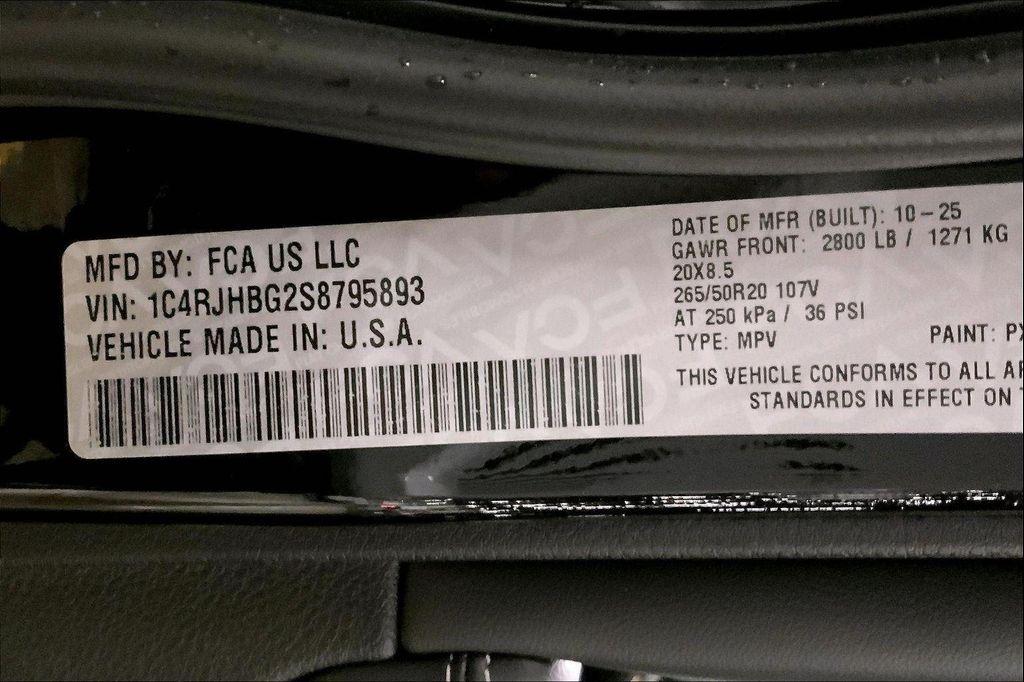 MFD BY: FCA US LLC
VIN: 1C4RJHBG2S8795893
VEHICLE MADE IN: U.S.A.
DATE OF MFR (BUILT): 10-25
GAWR FRONT: 2800 LB / 1271 KG
20X8.5
265/50R20 107V
AT 250 kPa / 36 PSI
TYPE: MPV PAINT:
THIS VEHICLE CONFORMS TO ALL
STANDARDS IN EFFECT ON